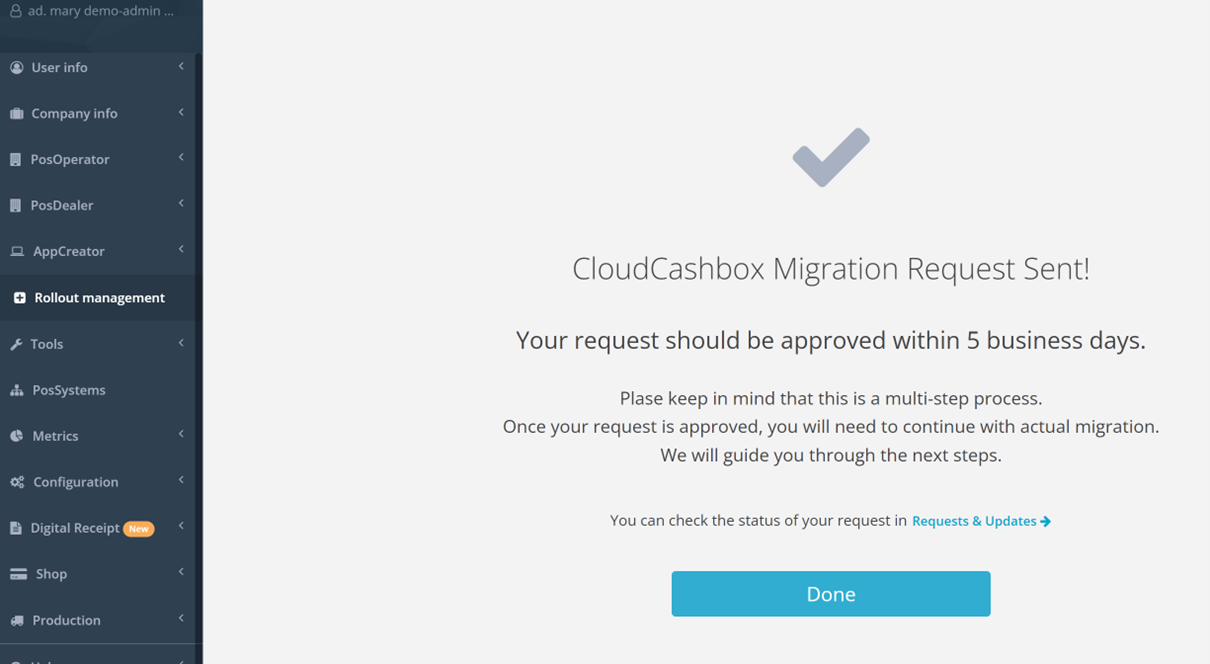 ad. mary demo-admin ...
User info
Company info
PosOperator
PosDealer
AppCreator
Rollout management
Tools
PosSystems
Metrics
Configuration
Digital Receipt New
Shop
Production
CloudCashbox Migration Request Sent!
Your request should be approved within 5 business days.
Plase keep in mind that this is a multi-step process.
Once your request is approved, you will need to continue with actual migration.
We will guide you through the next steps.
You can check the status of your request in Requests & Updates
Done